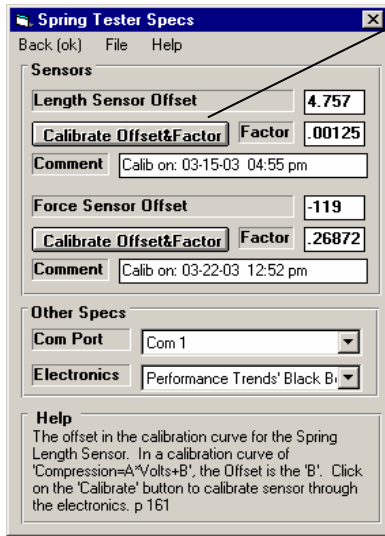 Spring Tester Specs
Back (ok) File Help
Sensors
Length Sensor Offset 4.757
Calibrate Offset&Factor Factor .00125
Comment Calib on: 03-15-03 04:55 pm
Force Sensor Offset -119
Calibrate Offset&Factor Factor .26872
Comment Calib on: 03-22-03 12:52 pm
Other Specs
Com Port Com 1
Electronics Performance Trends' Black
Help
The offset in the calibration curve for the Spring
Length Sensor. In a calibration curve of
'Compression=A*Volts+B', the Offset is the 'B'. Click
on the 'Calibrate' button to calibrate sensor through
the electronics. p 161